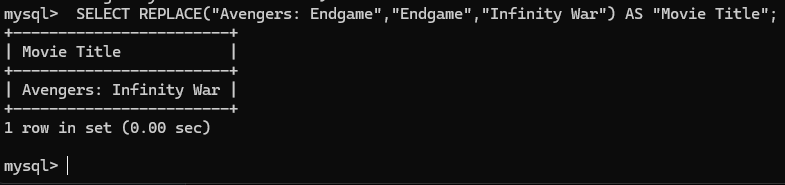 mysql>  SELECT REPLACE("Avengers: Endgame","Endgame","Infinity War") AS "Movie Title";
+------------------------+
| Movie Title            |
+------------------------+
| Avengers: Infinity War |
+------------------------+
1 row in set (0.00 sec)
mysql>